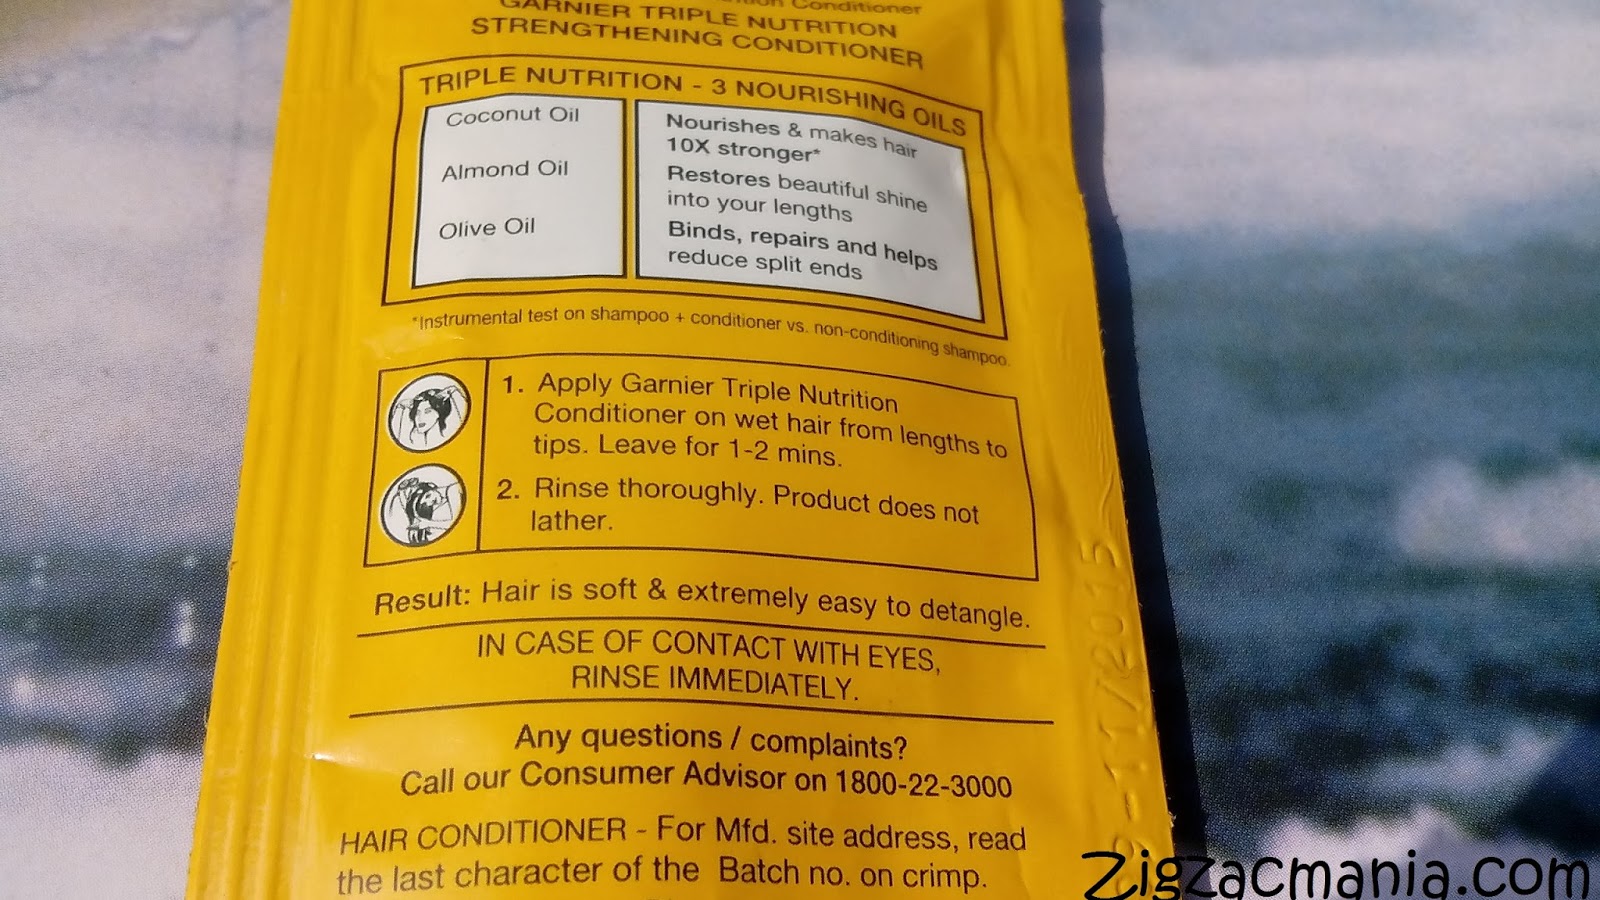 Conditioner
GARNIER TRIPLE NUTRITION
STRENGTHENING CONDITIONER
TRIPLE NUTRITION - 3 NOURISHING OILS
Coconut Oil
Nourishes & makes hair
10X stronger*
Almond Oil
Restores beautiful shine
into your lengths
Olive Oil
Binds, repairs and helps
reduce split ends
*Instrumental test on shampoo + conditioner vs. non-conditioning shampoo.
1. Apply Garnier Triple Nutrition
Conditioner on wet hair from lengths to
tips. Leave for 1-2 mins.
2. Rinse thoroughly. Product does not
lather.
Result: Hair is soft & extremely easy to detangle.
IN CASE OF CONTACT WITH EYES,
RINSE IMMEDIATELY.
Any questions / complaints?
Call our Consumer Advisor on 1800-22-3000
HAIR CONDITIONER - For Mfd. site address, read
the last character of the Batch no. on crimp.
11/2015
Zigzacmania.com